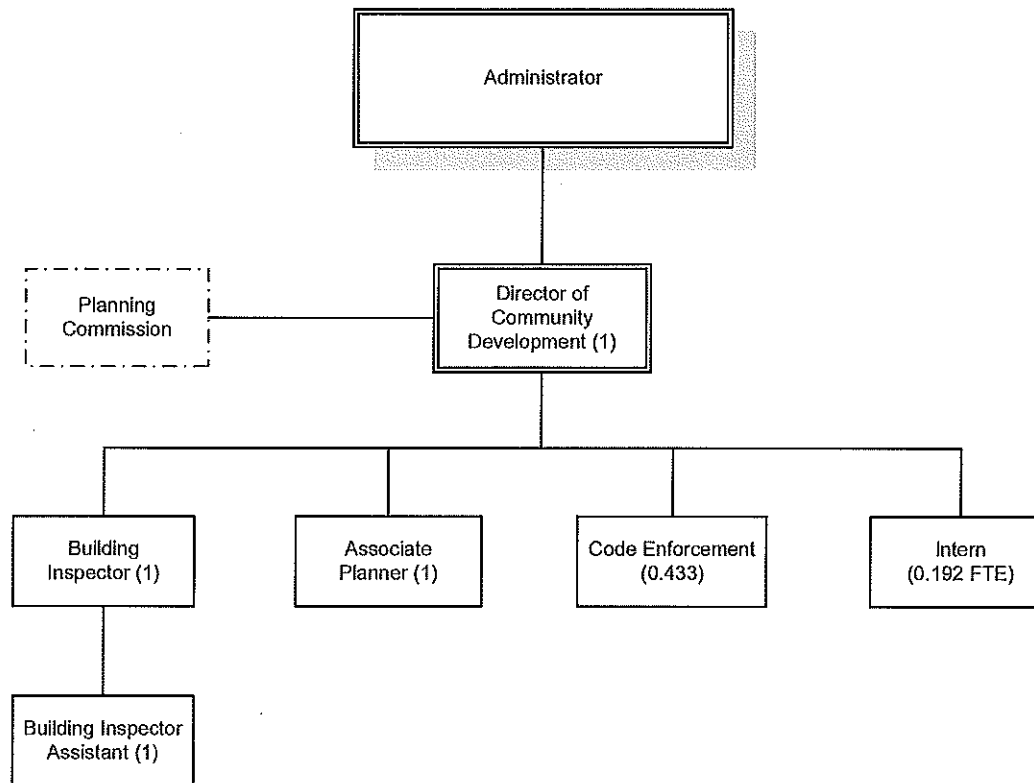 Administrator
Planning
Commission
Director of
Community
Development (1)
Building
Inspector (1)
Associate
Planner (1)
Code Enforcement
(0.433)
Intern
(0.192 FTE)
Building Inspector
Assistant (1)